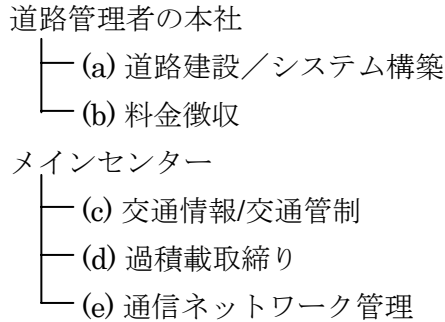 道路管理者の本社
(a) 道路建設／システム構築
(b) 料金徴収
メインセンター
(c) 交通情報/交通管制
(d) 過積載取締り
(e) 通信ネットワーク管理